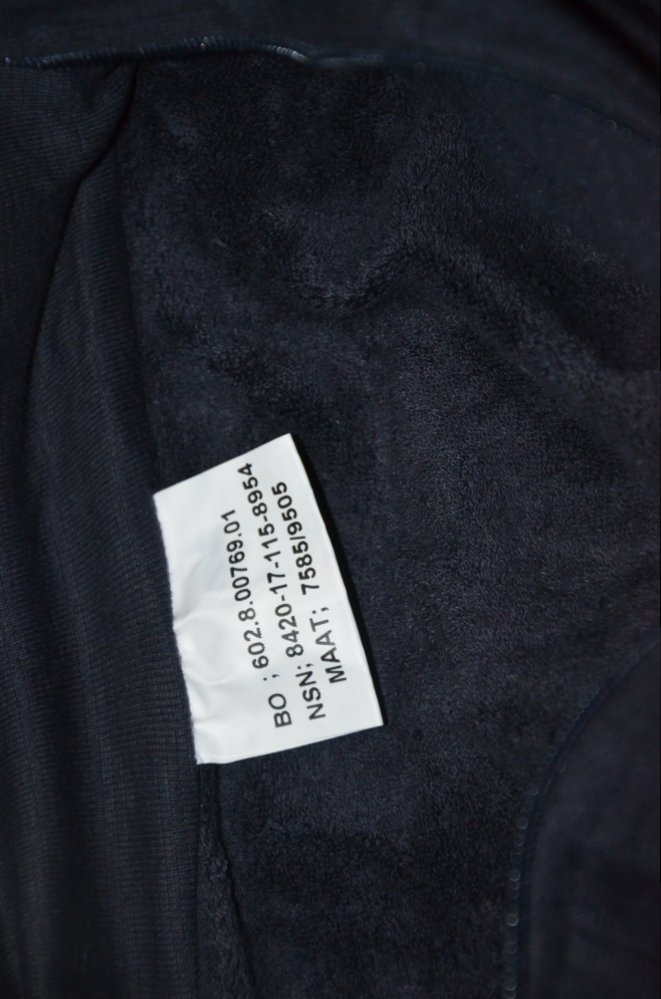 BO ; 602.8.00769.01
NSN; 8420-17-115-8954
MAAT; 7585/9505